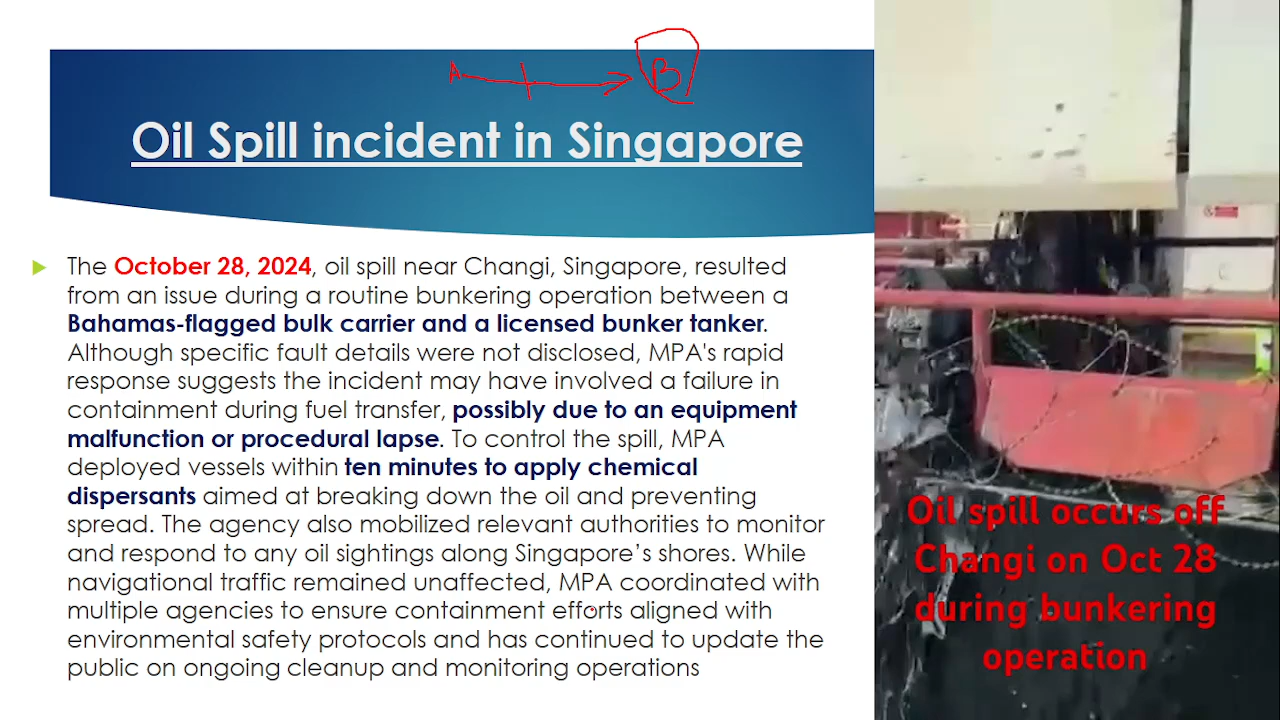 A B
Oil Spill incident in Singapore
The October 28, 2024, oil spill near Changi, Singapore, resulted
from an issue during a routine bunkering operation between a
Bahamas-flagged bulk carrier and a licensed bunker tanker.
Although specific fault details were not disclosed, MPA's rapid
response suggests the incident may have involved a failure in
containment during fuel transfer, possibly due to an equipment
malfunction or procedural lapse. To control the spill, MPA
deployed vessels within ten minutes to apply chemical
dispersants aimed at breaking down the oil and preventing
spread. The agency also mobilized relevant authorities to monitor
and respond to any oil sightings along Singapore’s shores. While
navigational traffic remained unaffected, MPA coordinated with
multiple agencies to ensure containment efforts aligned with
environmental safety protocols and has continued to update the
public on ongoing cleanup and monitoring operations
Oil spill occurs off
Changi on Oct 28
during bunkering
operation